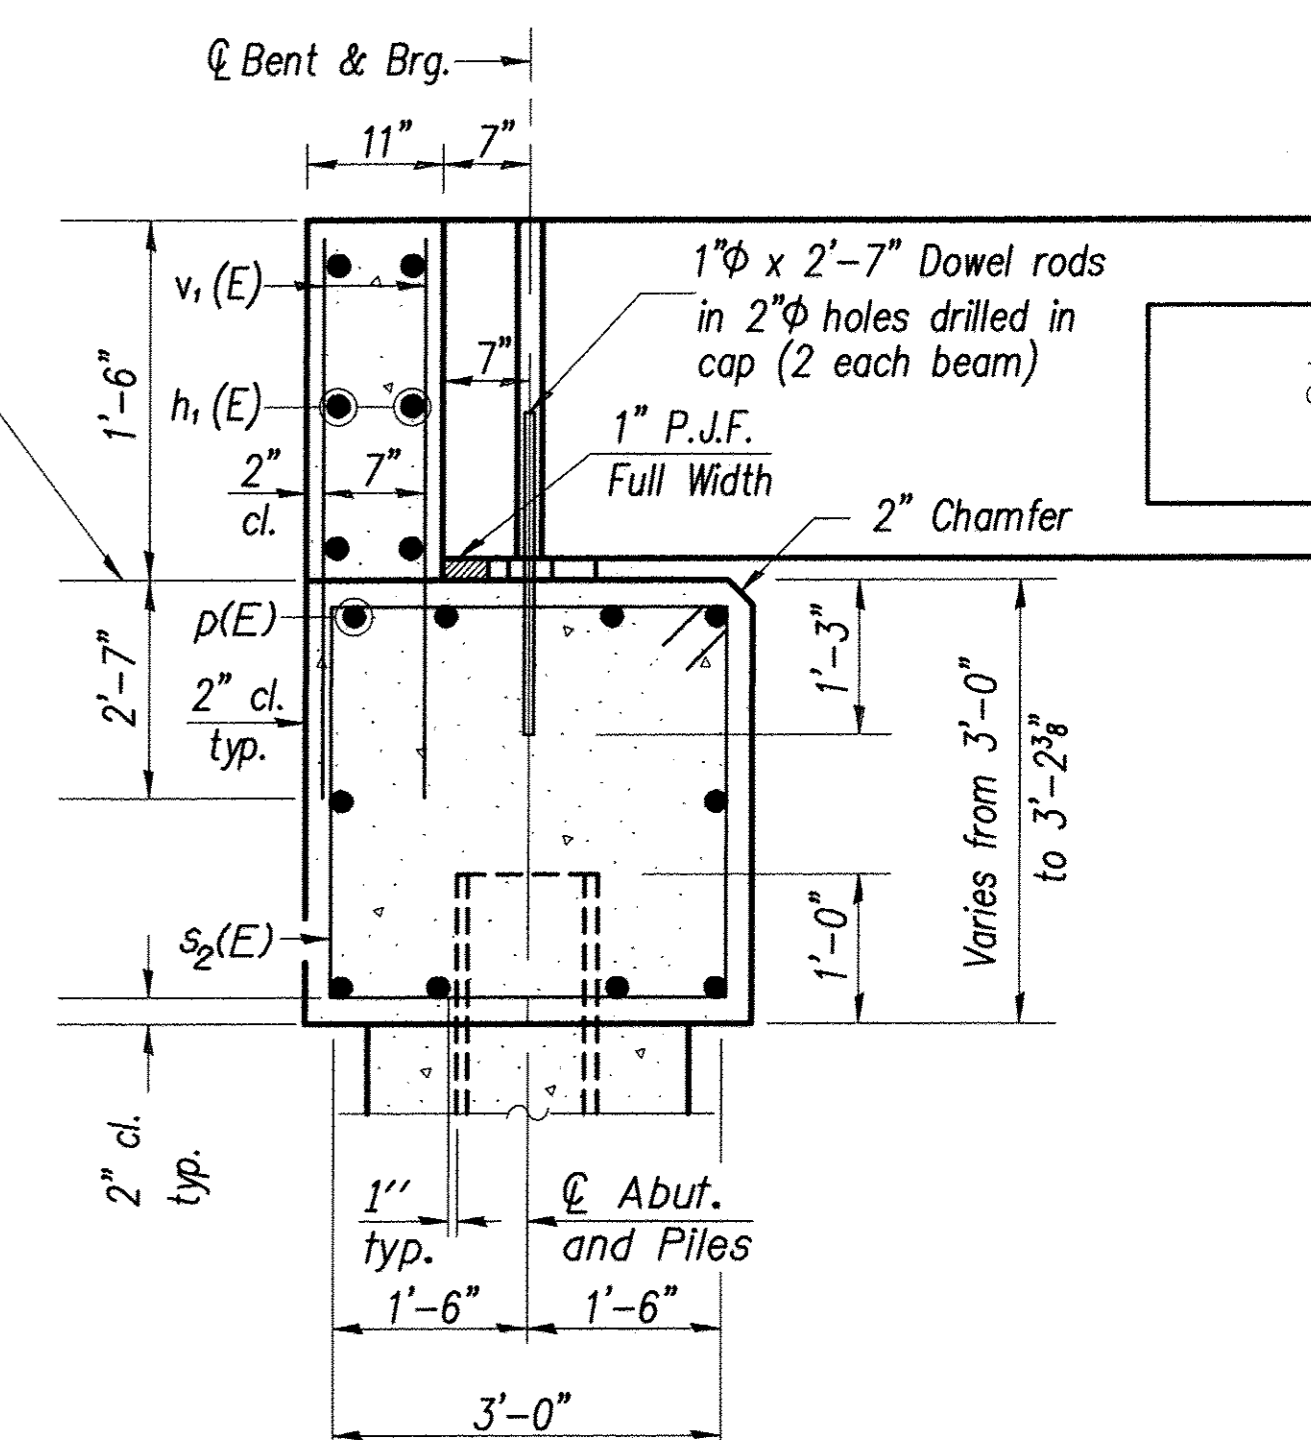 ℄ Bent & Brg.
11"
7"
1"ϕ x 2'-7" Dowel rods
in 2"ϕ holes drilled in
cap (2 each beam)
v₁(E)
7"
1'-6"
h₁(E)
1" P.J.F.
Full Width
2"
cl.
7"
2" Chamfer
p(E)
2'-7"
2" cl.
typ.
1'-3"
Varies from 3'-0"
to 3'-2⅜"
s₂(E)
1'-0"
2" cl.
typ.
1''
typ.
℄ Abut.
and Piles
1'-6"
1'-6"
3'-0"